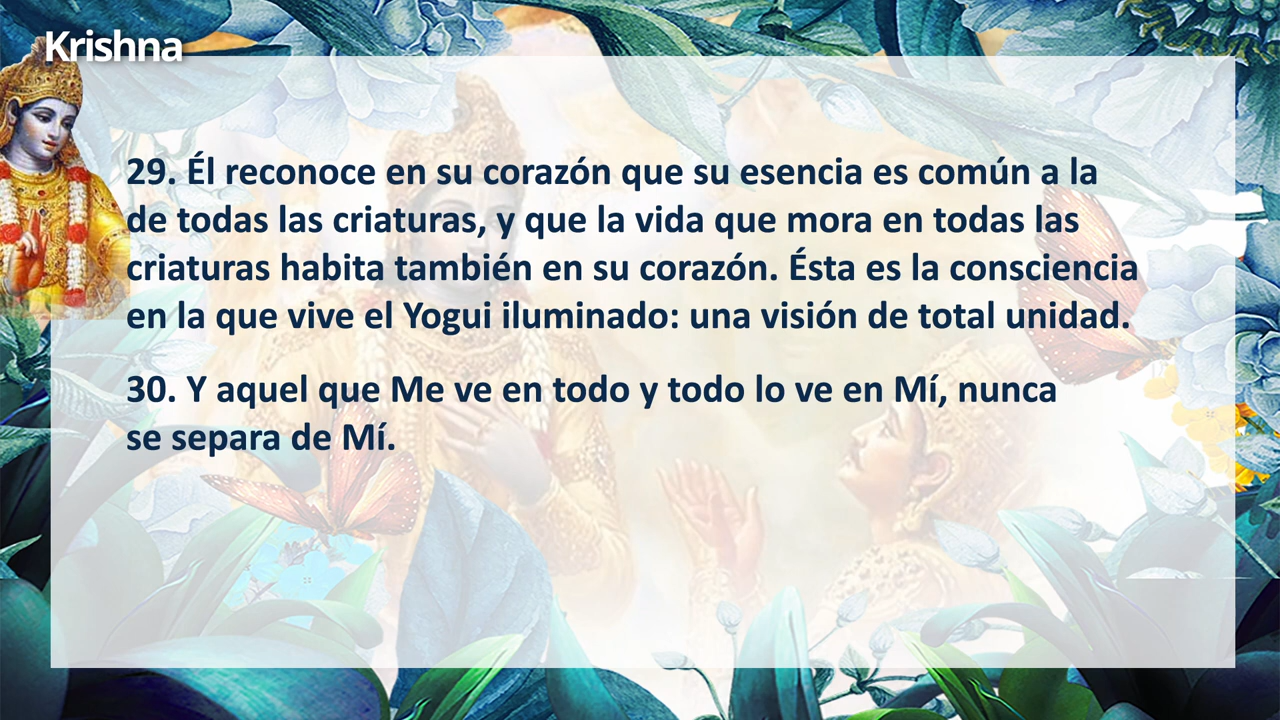 Krishna
29. Él reconoce en su corazón que su esencia es común a la
de todas las criaturas, y que la vida que mora en todas las
criaturas habita también en su corazón. Ésta es la consciencia
en la que vive el Yogui iluminado: una visión de total unidad.
30. Y aquel que Me ve en todo y todo lo ve en Mí, nunca
se separa de Mí.